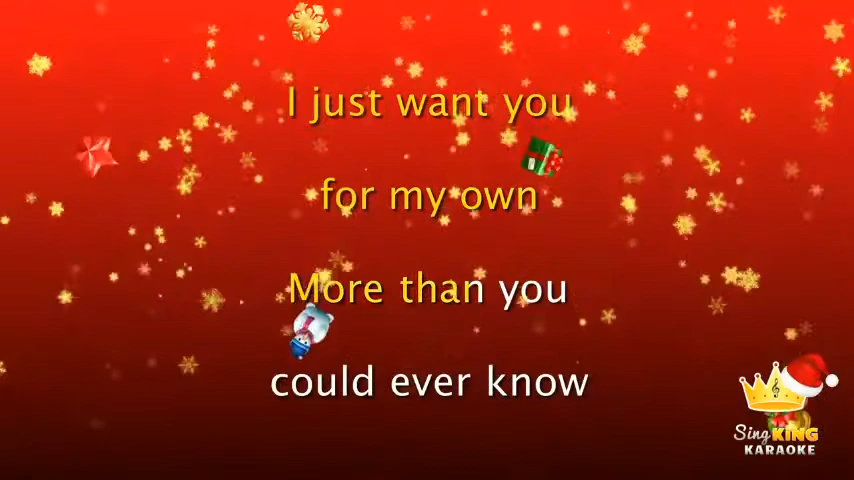 I just want you
for my own
More than you
could ever know
Sing KING
KARAOKE